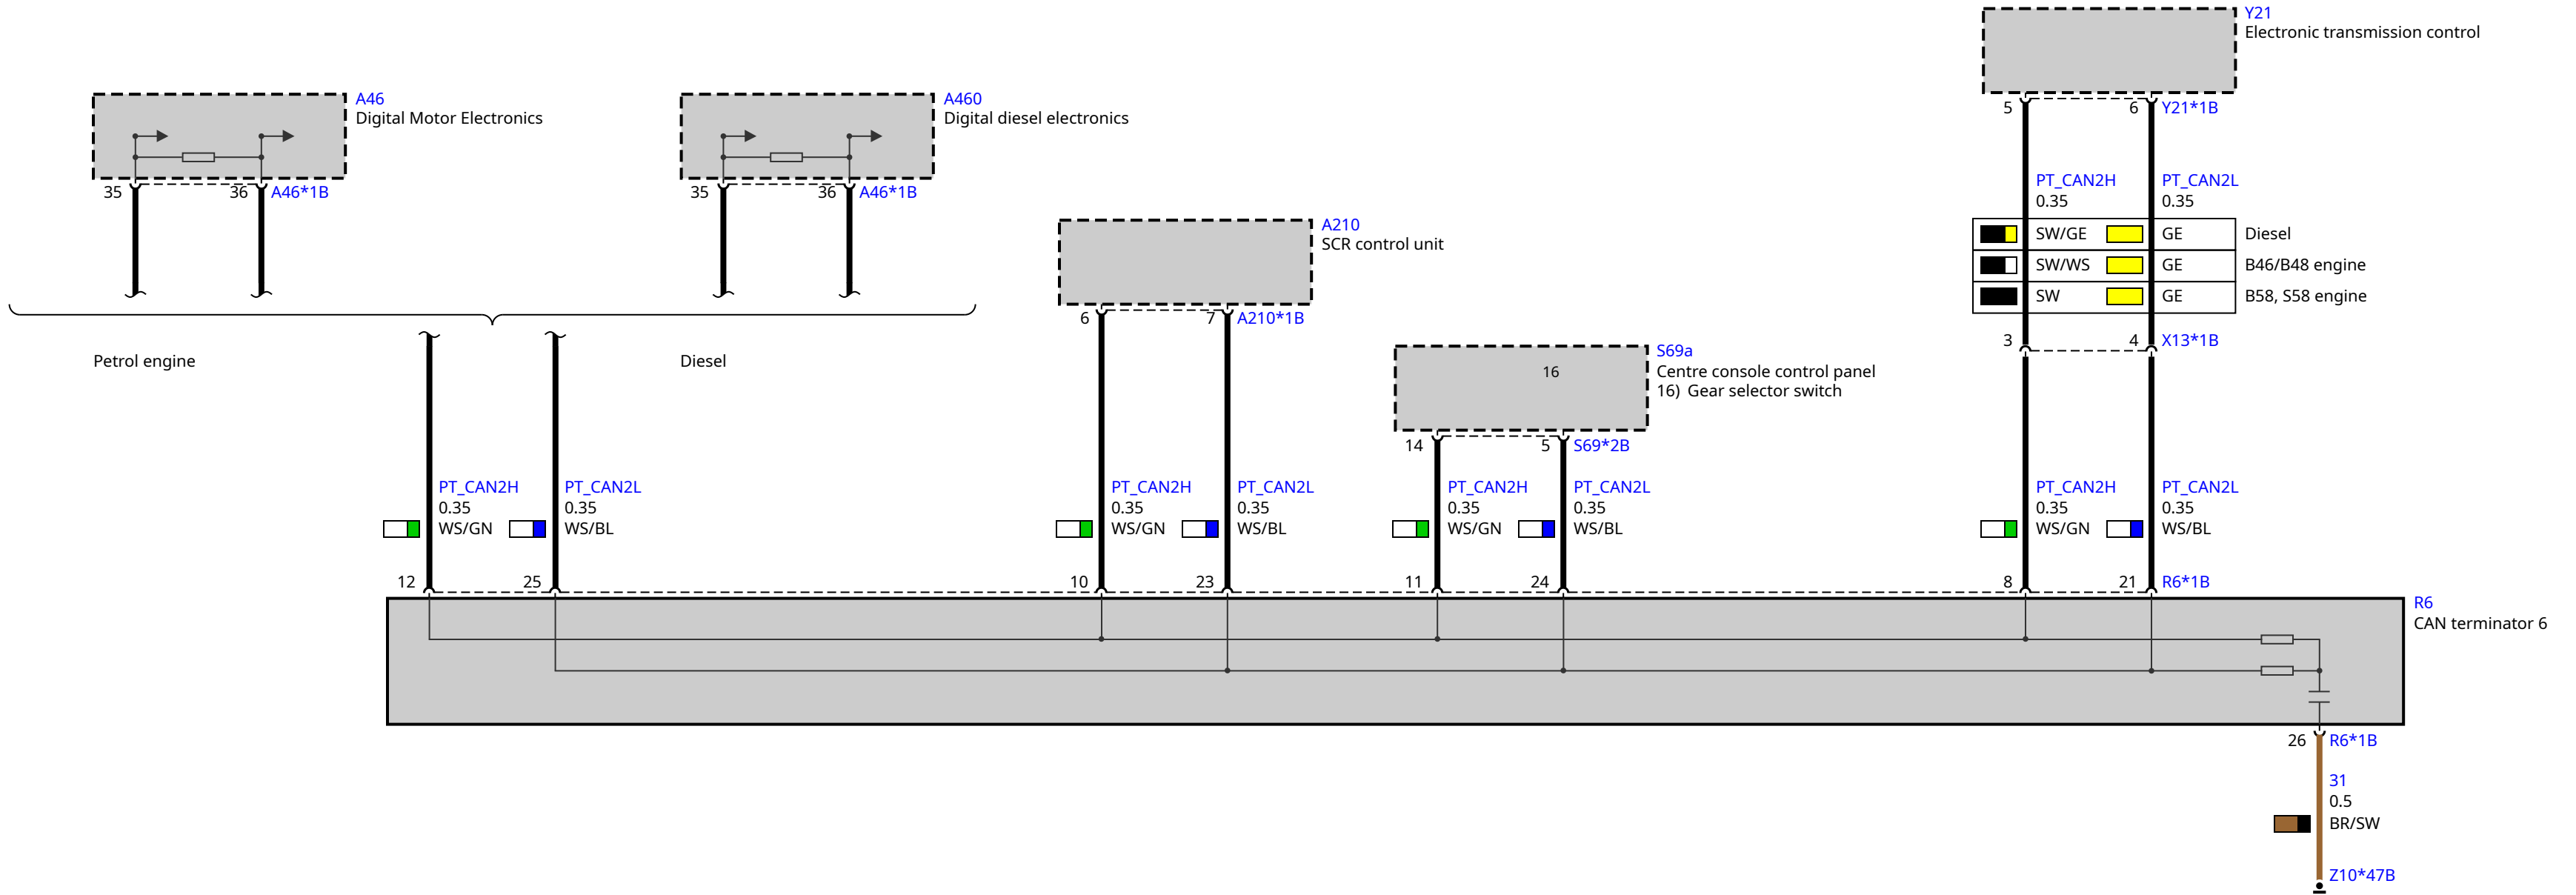 Y21
Electronic transmission control
A46
Digital Motor Electronics
A460
Digital diesel electronics
5
6
Y21*1B
35
36
A46*1B
35
36
A46*1B
PT_CAN2H
0.35
PT_CAN2L
0.35
A210
SCR control unit
SW/GE
GE
Diesel
SW/WS
GE
B46/B48 engine
SW
GE
B58, S58 engine
6
7
A210*1B
3
4
X13*1B
Petrol engine
Diesel
S69a
Centre console control panel
16) Gear selector switch
16
14
5
S69*2B
PT_CAN2H
0.35
WS/GN
PT_CAN2L
0.35
WS/BL
PT_CAN2H
0.35
WS/GN
PT_CAN2L
0.35
WS/BL
PT_CAN2H
0.35
WS/GN
PT_CAN2L
0.35
WS/BL
PT_CAN2H
0.35
WS/GN
PT_CAN2L
0.35
WS/BL
12
25
10
23
11
24
8
21
R6*1B
R6
CAN terminator 6
26
R6*1B
31
0.5
BR/SW
Z10*47B